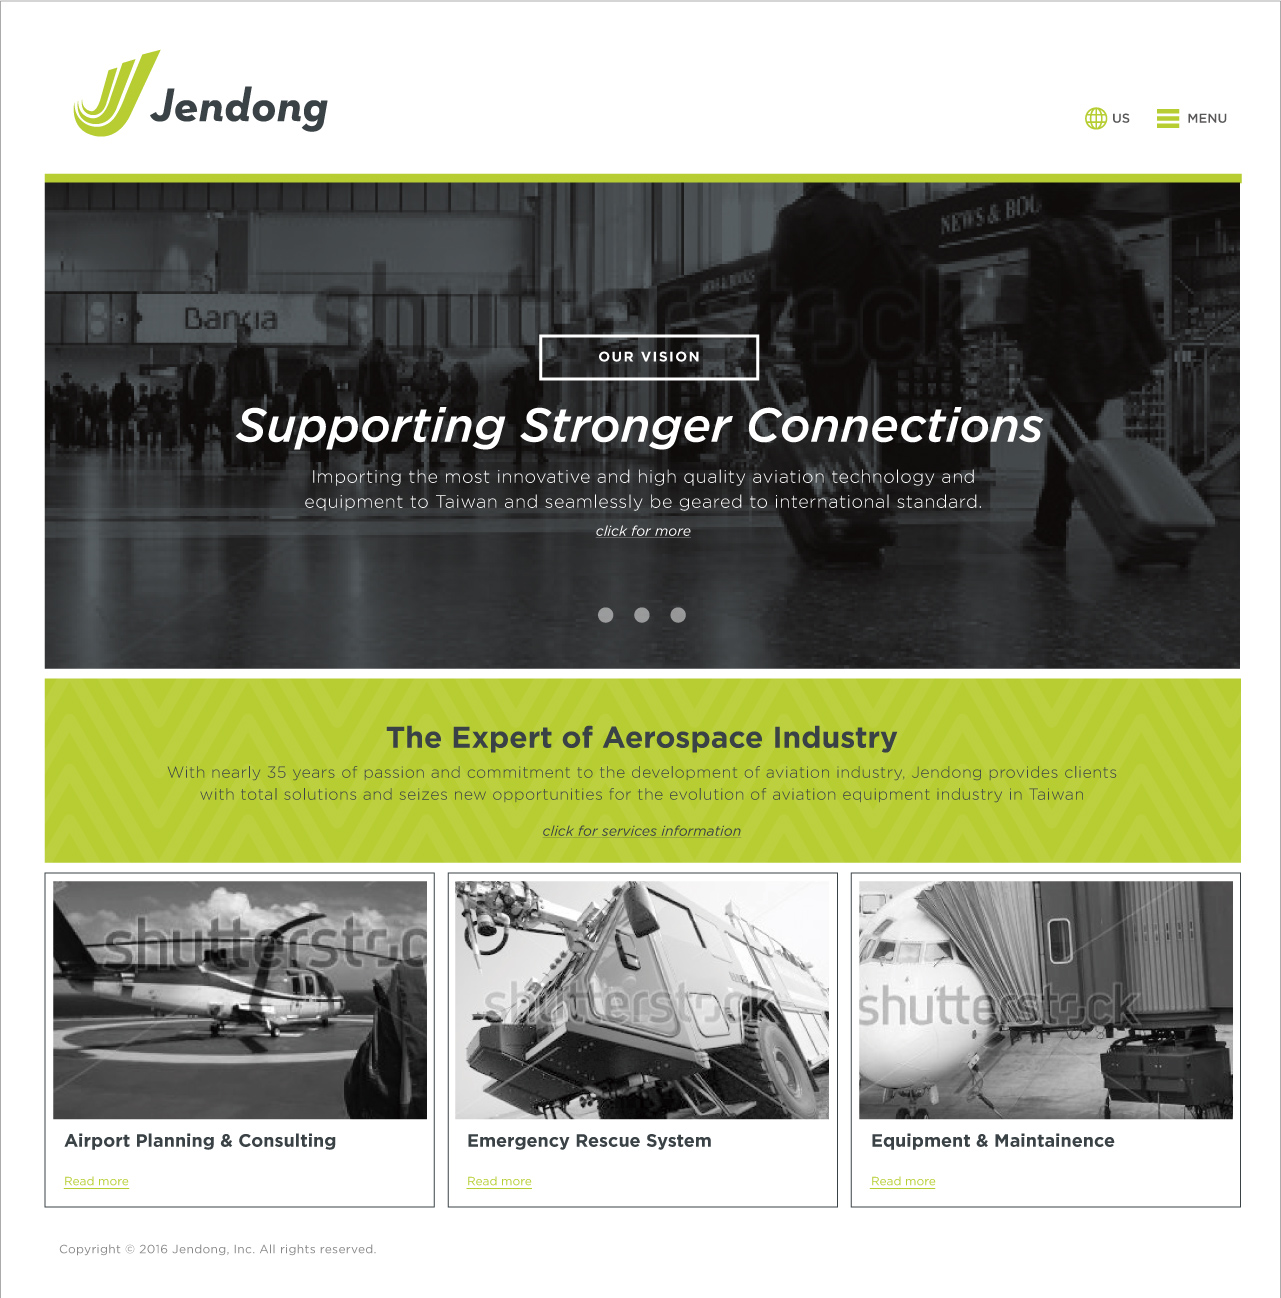 Jendong
US
MENU
NEWS & BOO
NEWS & BOOKS
Bankia
shutterstock
OUR VISION
Supporting Stronger Connections
Importing the most innovative and high quality aviation technology and
equipment to Taiwan and seamlessly be geared to international standard.
click for more
The Expert of Aerospace Industry
With nearly 35 years of passion and commitment to the development of aviation industry, Jendong provides clients
with total solutions and seizes new opportunities for the evolution of aviation equipment industry in Taiwan
click for services information
shutterstock
shutterstock
shutterstock
Airport Planning & Consulting
Emergency Rescue System
Equipment & Maintainence
Read more
Read more
Read more
Copyright © 2016 Jendong, Inc. All rights reserved.